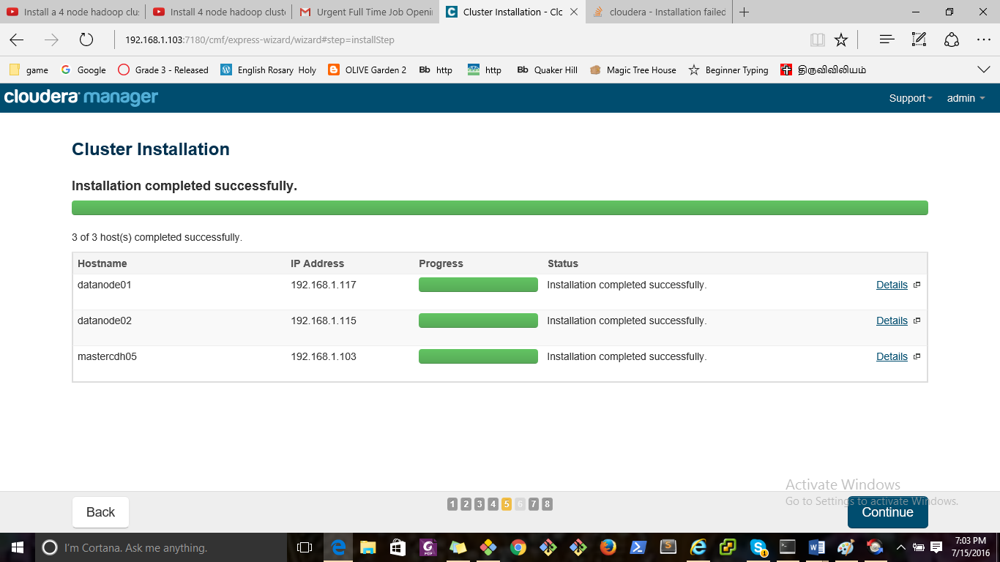 Install a 4 node hadoop clu:
Install 4 node hadoop cluste
Urgent Full Time Job Openin
Cluster Installation - Clc
cloudera - Installation failed
192.168.1.103:7180/cmf/express-wizard/wizard#step=installStep
game
Google
Grade 3 - Released
English Rosary Holy
OLIVE Garden 2
Bb http
http
Bb Quaker Hill
Magic Tree House
Beginner Typing
திருவிவிலியம்
cloudera manager
Support
admin
Cluster Installation
Installation completed successfully.
3 of 3 host(s) completed successfully.
Hostname IP Address Progress Status
datanode01 192.168.1.117 Installation completed successfully. Details
datanode02 192.168.1.115 Installation completed successfully. Details
mastercdh05 192.168.1.103 Installation completed successfully. Details
Activate Windows
Go to Settings to activate Windows.
Back
1 2 3 4 5 6 7 8
Continue
I'm Cortana. Ask me anything.
7:03 PM
7/15/2016